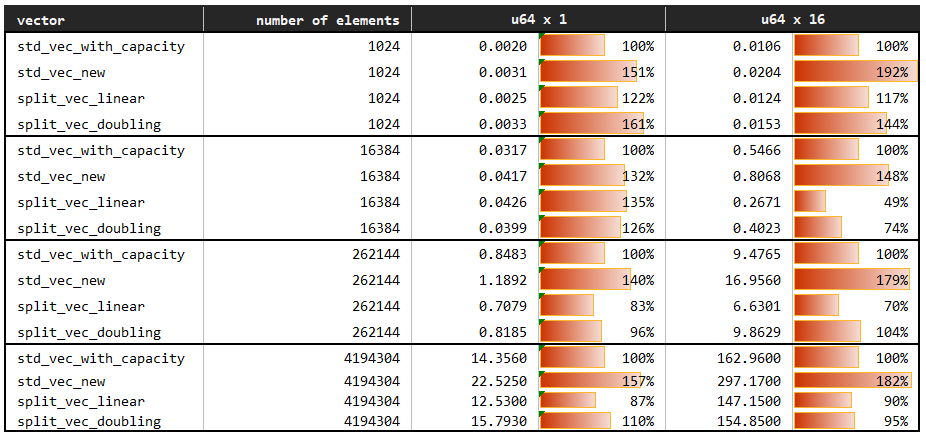 vector number of elements u64 x 1 u64 x 16
std_vec_with_capacity 1024 0.0020 100% 0.0106 100%
std_vec_new 1024 0.0031 151% 0.0204 192%
split_vec_linear 1024 0.0025 122% 0.0124 117%
split_vec_doubling 1024 0.0033 161% 0.0153 144%
std_vec_with_capacity 16384 0.0317 100% 0.5466 100%
std_vec_new 16384 0.0417 132% 0.8068 148%
split_vec_linear 16384 0.0426 135% 0.2671 49%
split_vec_doubling 16384 0.0399 126% 0.4023 74%
std_vec_with_capacity 262144 0.8483 100% 9.4765 100%
std_vec_new 262144 1.1892 140% 16.9560 179%
split_vec_linear 262144 0.7079 83% 6.6301 70%
split_vec_doubling 262144 0.8185 96% 9.8629 104%
std_vec_with_capacity 4194304 14.3560 100% 162.9600 100%
std_vec_new 4194304 22.5250 157% 297.1700 182%
split_vec_linear 4194304 12.5300 87% 147.1500 90%
split_vec_doubling 4194304 15.7930 110% 154.8500 95%